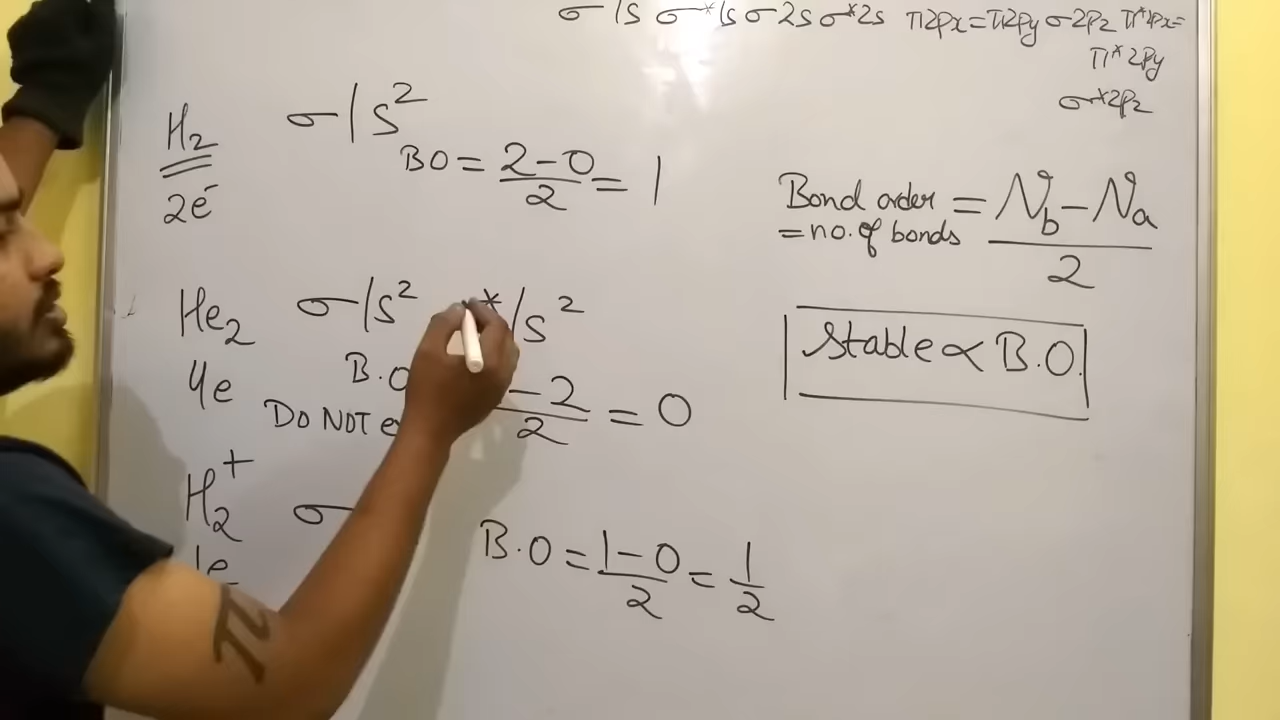 σ1s σ*1s σ2s σ*2s π2px=π2py σ2pz π*2px=
π*2py
σ*2pz
H₂ σ1s²
BO = (2-0)/2 = 1
2e⁻
Bond order = (N_b - N_a)/2
= no. of bonds
He₂ σ1s² *1s²
4e B.O -2/2 = 0
DO NOT
Stable ∝ B.O.
H₂⁺ σ
1e B.O = (1-0)/2 = 1/2
π